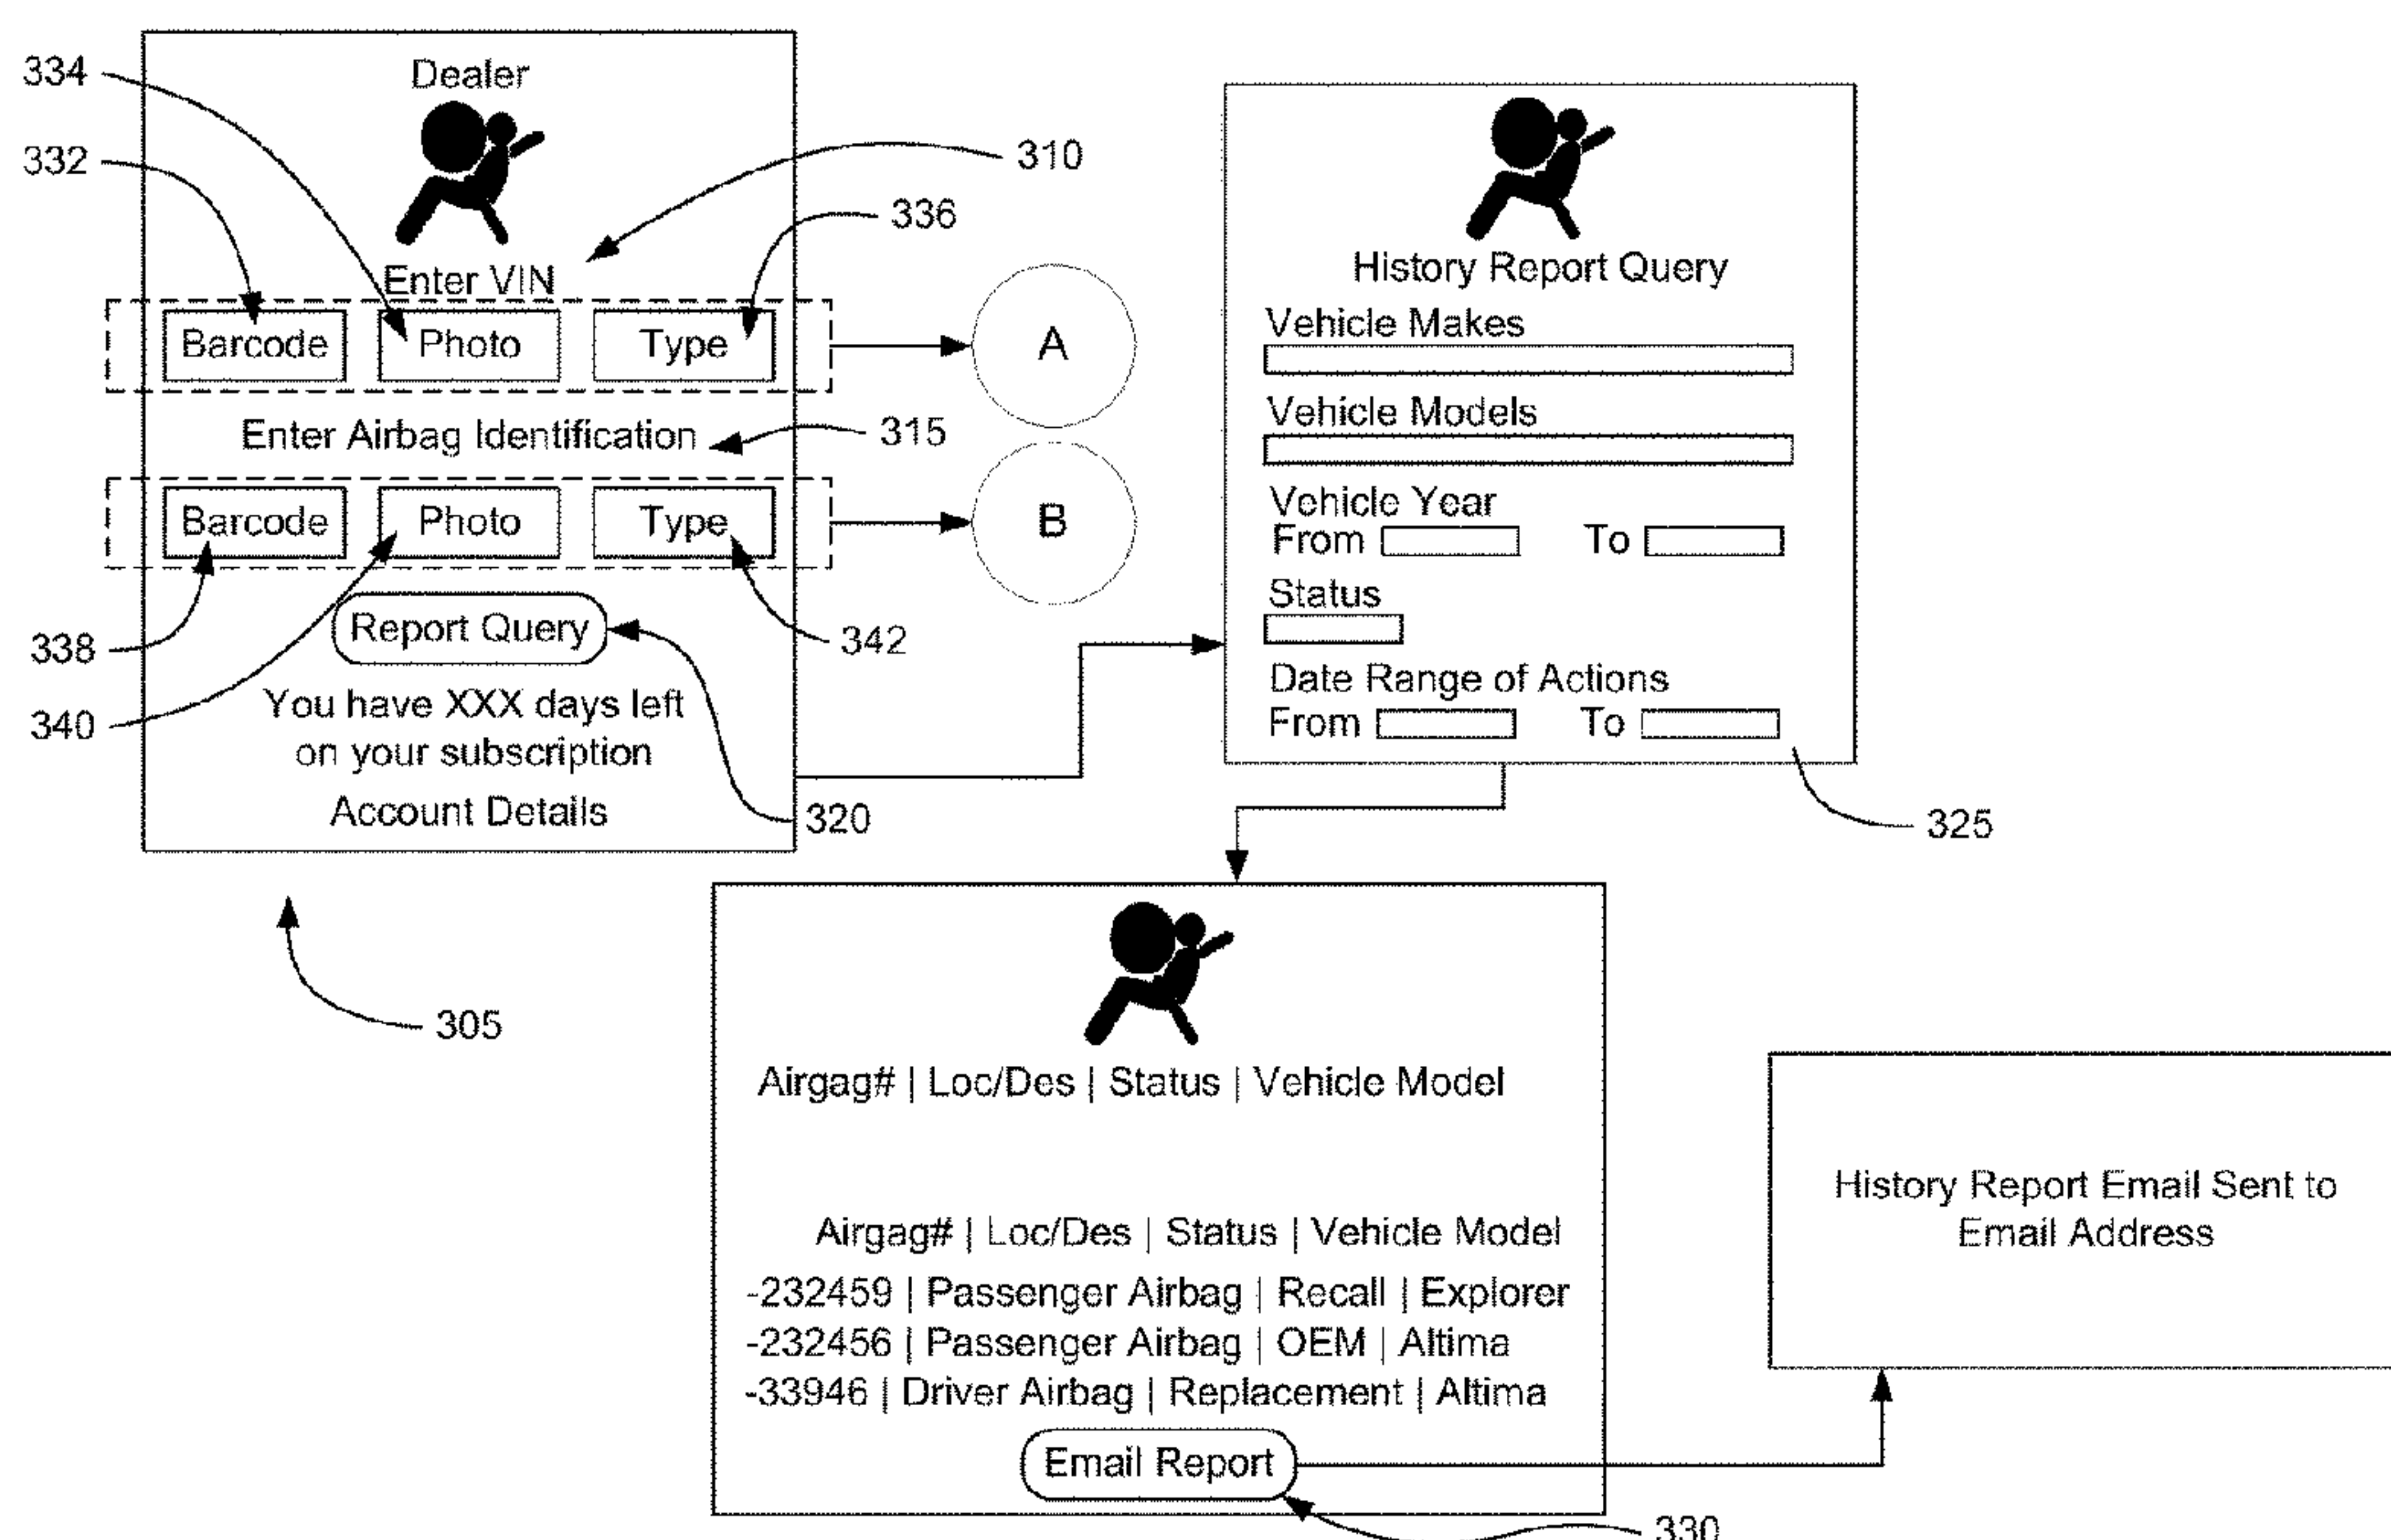 Dealer
334
332
310
336
Enter VIN
Barcode Photo Type
A
Enter Airbag Identification
315
Barcode Photo Type
B
338
340
Report Query
342
You have XXX days left
on your subscription
Account Details
320
305
History Report Query
Vehicle Makes
Vehicle Models
Vehicle Year
From To
Status
Date Range of Actions
From To
325
Airgag# | Loc/Des | Status | Vehicle Model
Airgag# | Loc/Des | Status | Vehicle Model
-232459 | Passenger Airbag | Recall | Explorer
-232456 | Passenger Airbag | OEM | Altima
-33946 | Driver Airbag | Replacement | Altima
Email Report
330
History Report Email Sent to
Email Address